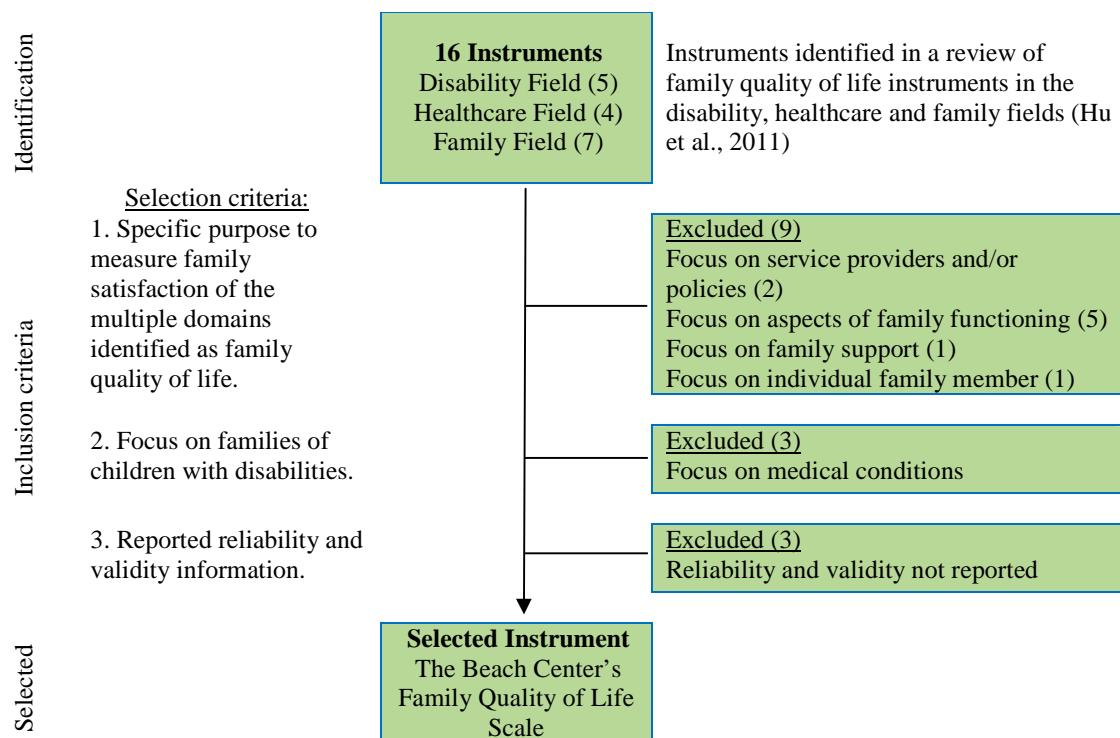 Identification
16 Instruments
Disability Field (5)
Healthcare Field (4)
Family Field (7)
Instruments identified in a review of
family quality of life instruments in the
disability, healthcare and family fields (Hu
et al., 2011)
Inclusion criteria
Selection criteria:
1. Specific purpose to
measure family
satisfaction of the
multiple domains
identified as family
quality of life.
Excluded (9)
Focus on service providers and/or
policies (2)
Focus on aspects of family functioning (5)
Focus on family support (1)
Focus on individual family member (1)
2. Focus on families of
children with disabilities.
Excluded (3)
Focus on medical conditions
3. Reported reliability and
validity information.
Excluded (3)
Reliability and validity not reported
Selected
Selected Instrument
The Beach Center’s
Family Quality of Life
Scale